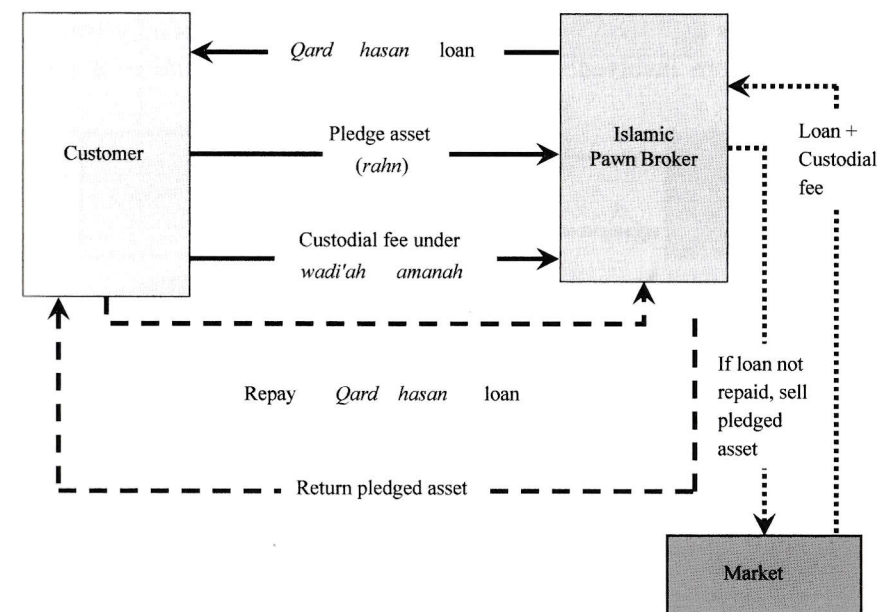 Qard hasan loan
Customer
Pledge asset
(rahn)
Islamic
Pawn Broker
Loan +
Custodial
fee
Custodial fee under
wadi'ah amanah
Repay Qard hasan loan
If loan not
repaid, sell
pledged
asset
Return pledged asset
Market